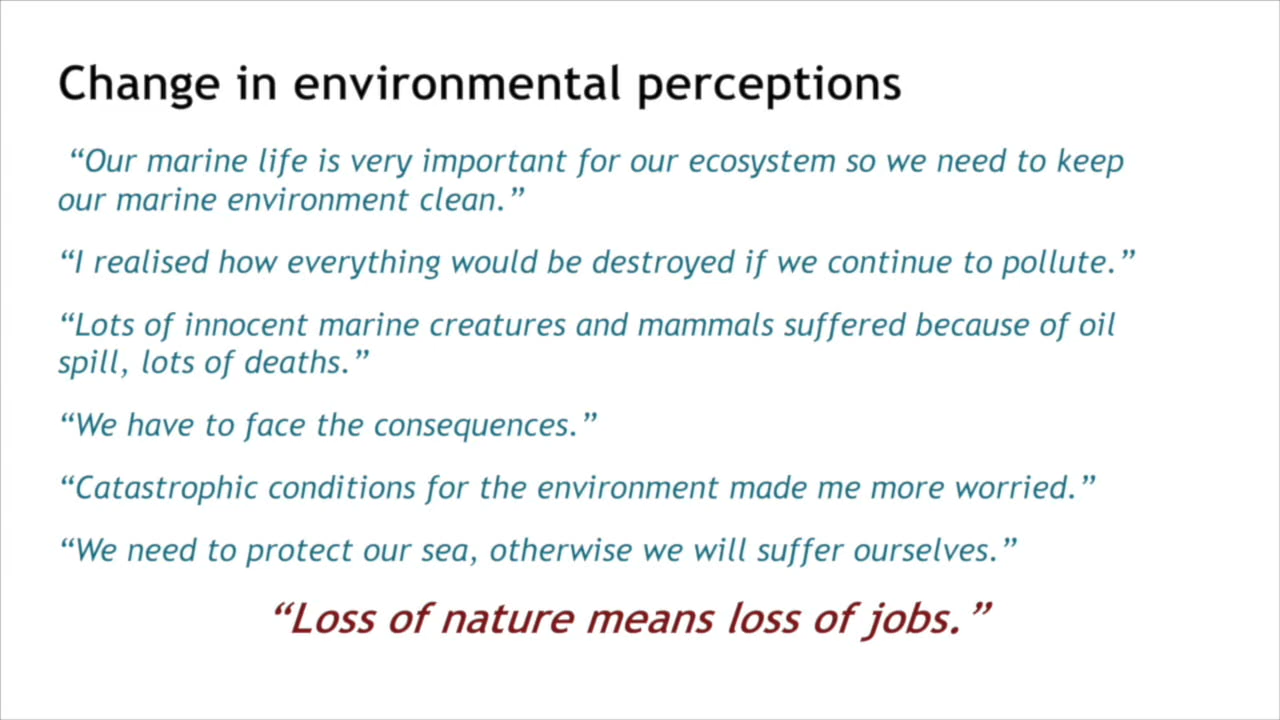 Change in environmental perceptions
“Our marine life is very important for our ecosystem so we need to keep
our marine environment clean.”
“I realised how everything would be destroyed if we continue to pollute.”
“Lots of innocent marine creatures and mammals suffered because of oil
spill, lots of deaths.”
“We have to face the consequences.”
“Catastrophic conditions for the environment made me more worried.”
“We need to protect our sea, otherwise we will suffer ourselves.”
“Loss of nature means loss of jobs.”